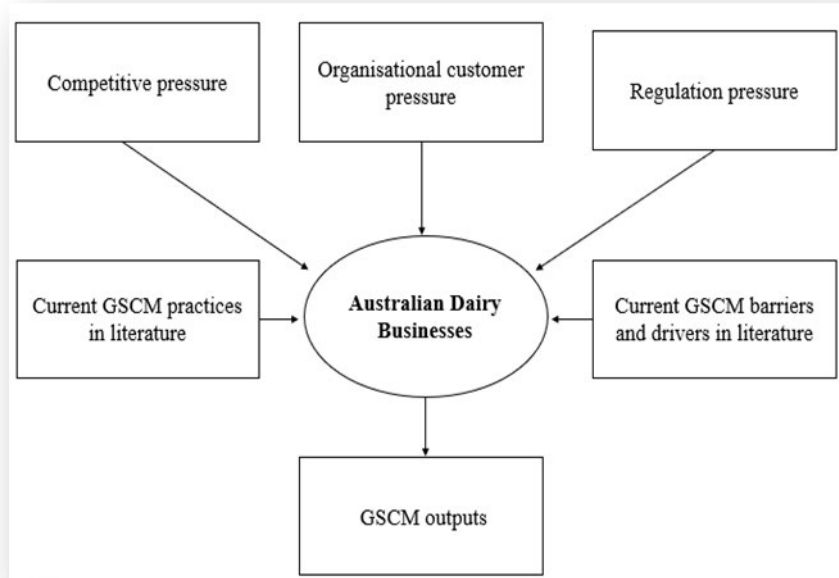 Competitive pressure
Organisational customer
pressure
Regulation pressure
Current GSCM practices
in literature
Australian Dairy
Businesses
Current GSCM barriers
and drivers in literature
GSCM outputs